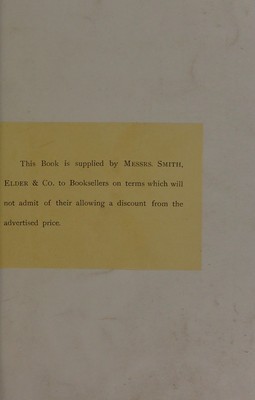 This Book is supplied by Messrs. Smith,
Elder & Co. to Booksellers on terms which will
not admit of their allowing a discount from the
advertised price.